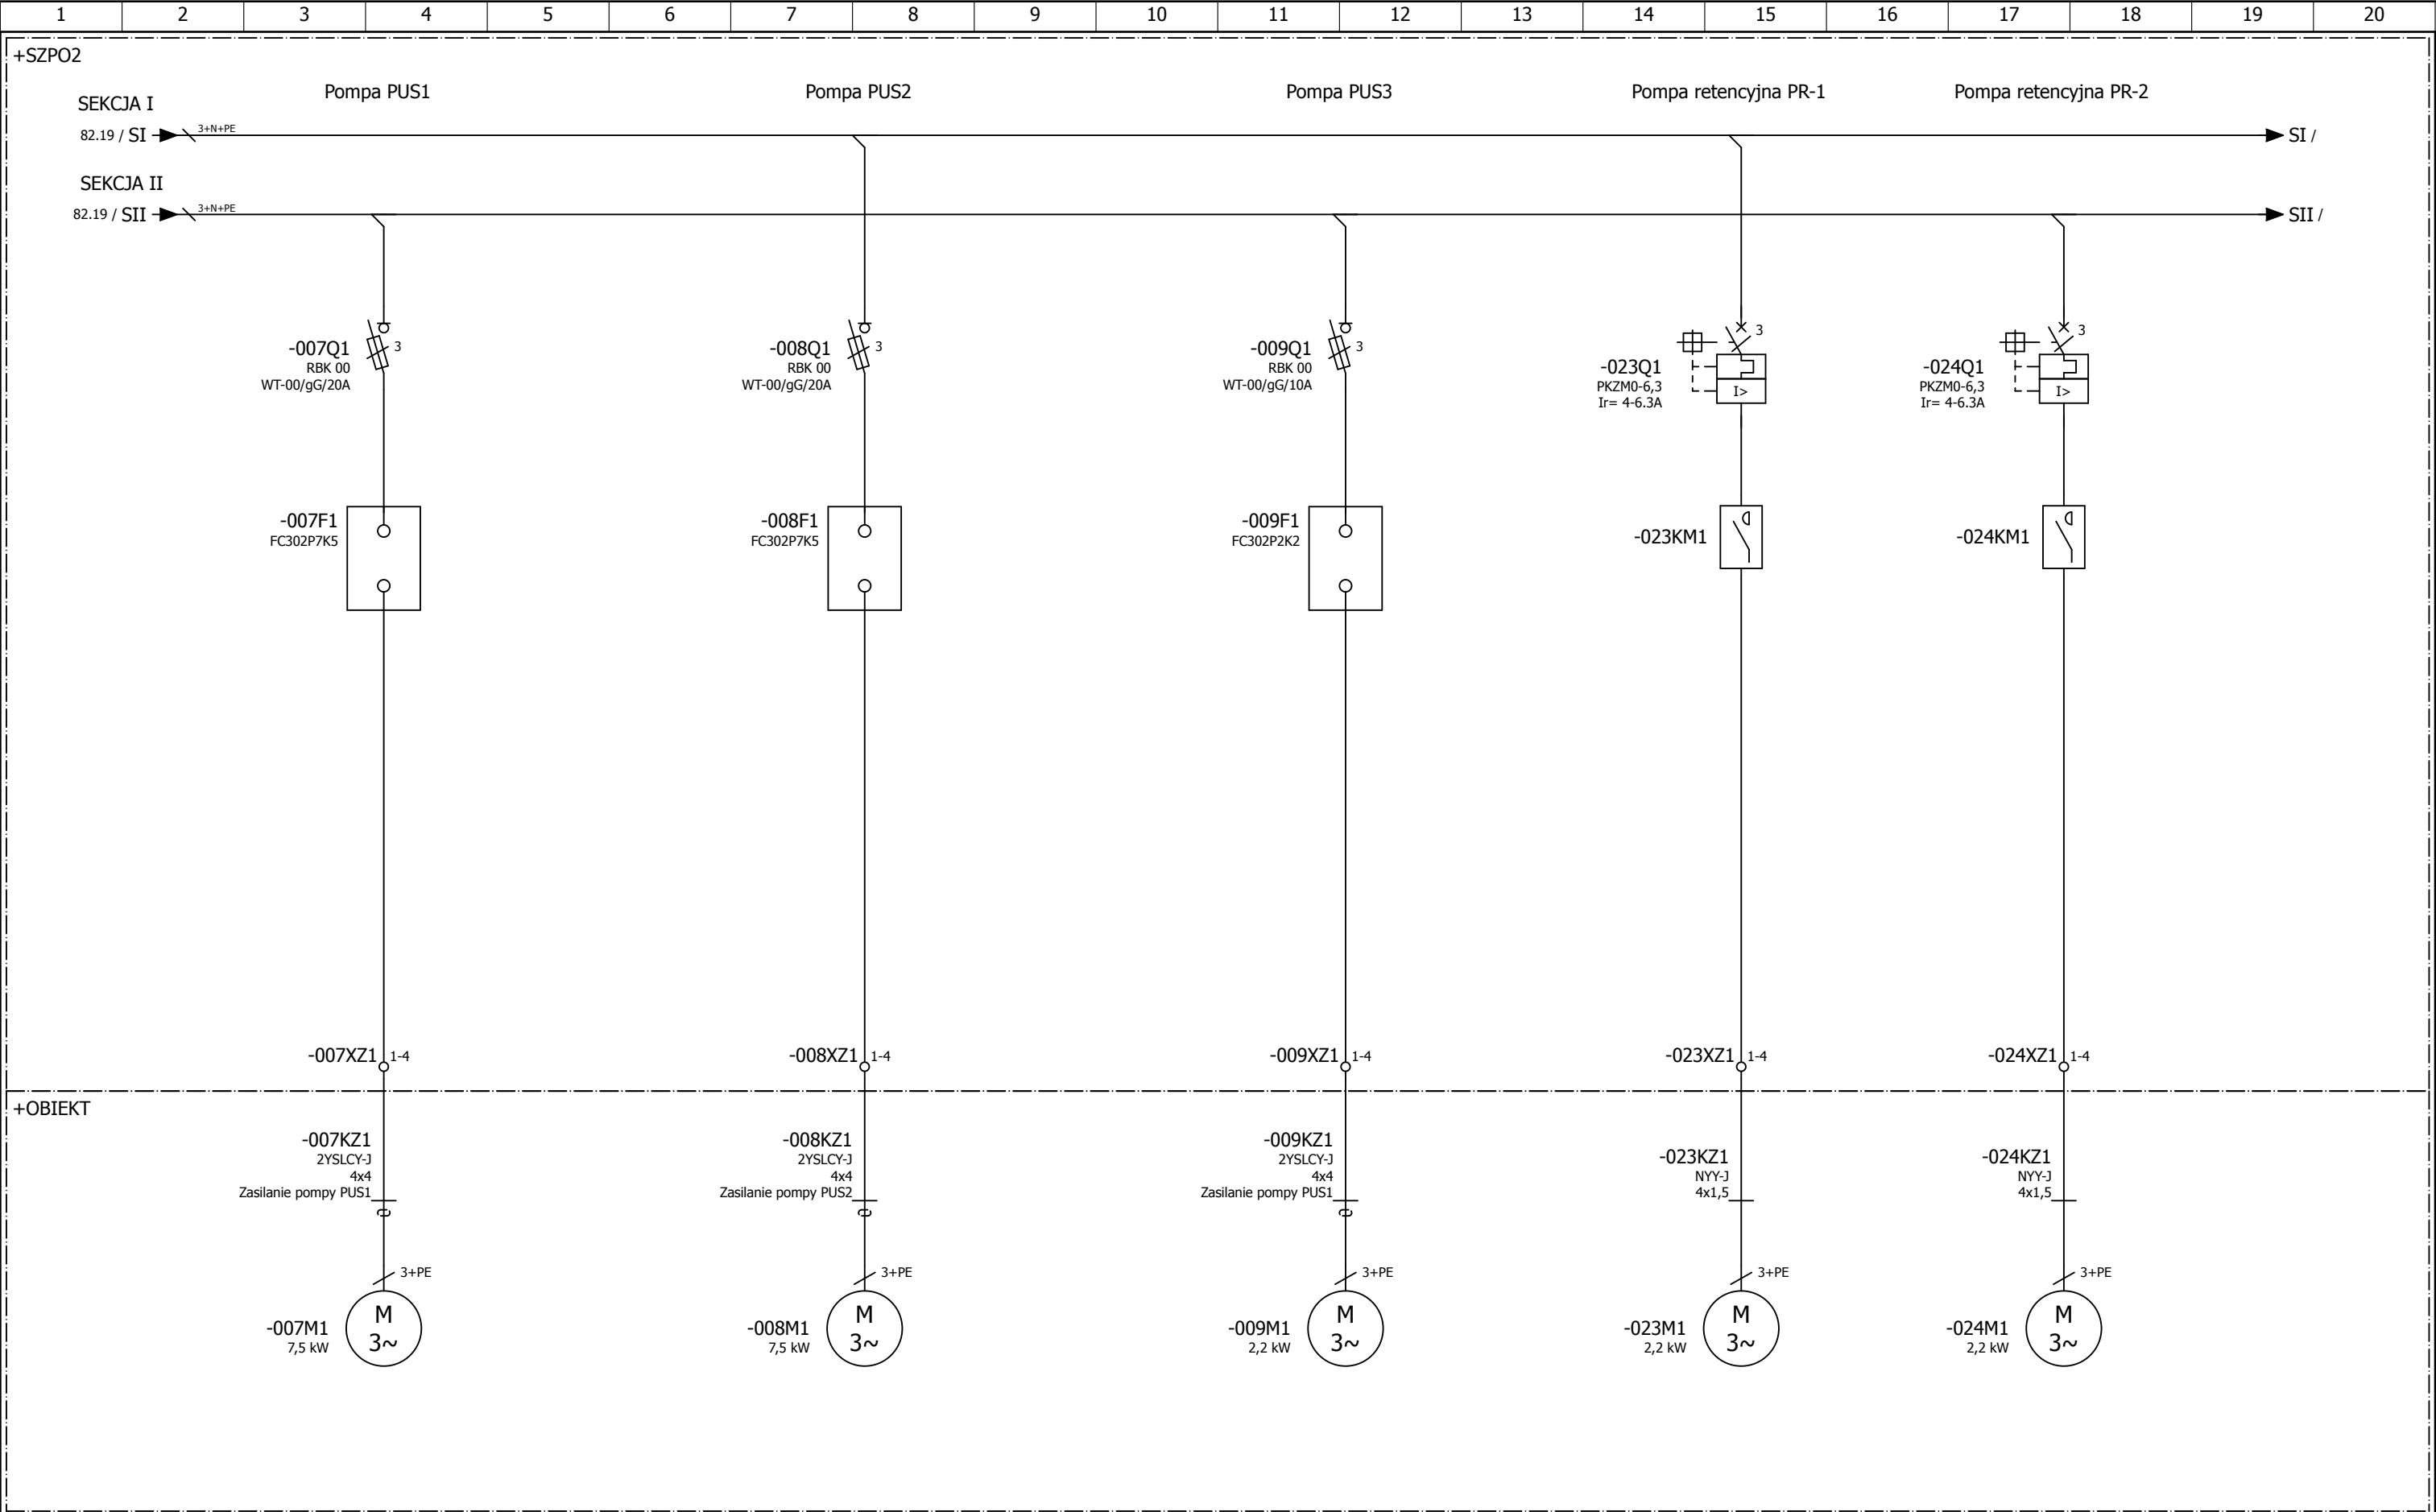 1 2 3 4 5 6 7 8 9 10 11 12 13 14 15 16 17 18 19 20
+SZPO2
Pompa PUS1 Pompa PUS2 Pompa PUS3 Pompa retencyjna PR-1 Pompa retencyjna PR-2
SEKCJA I
82.19 / SI 3+N+PE SI /
SEKCJA II
82.19 / SII 3+N+PE SII /
-007Q1
RBK 00
WT-00/gG/20A
3
-008Q1
RBK 00
WT-00/gG/20A
3
-009Q1
RBK 00
WT-00/gG/10A
3
-023Q1
PKZM0-6,3
Ir= 4-6.3A
3
I>
-024Q1
PKZM0-6,3
Ir= 4-6.3A
3
I>
-007F1
FC302P7K5
-008F1
FC302P7K5
-009F1
FC302P2K2
-023KM1
-024KM1
-007XZ1 1-4
-008XZ1 1-4
-009XZ1 1-4
-023XZ1 1-4
-024XZ1 1-4
+OBIEKT
-007KZ1
2YSLCY-J
4x4
Zasilanie pompy PUS1
-008KZ1
2YSLCY-J
4x4
Zasilanie pompy PUS2
-009KZ1
2YSLCY-J
4x4
Zasilanie pompy PUS1
-023KZ1
NYY-J
4x1,5
-024KZ1
NYY-J
4x1,5
3+PE
3+PE
3+PE
3+PE
3+PE
-007M1
7,5 kW
M
3~
-008M1
7,5 kW
M
3~
-009M1
2,2 kW
M
3~
-023M1
2,2 kW
M
3~
-024M1
2,2 kW
M
3~